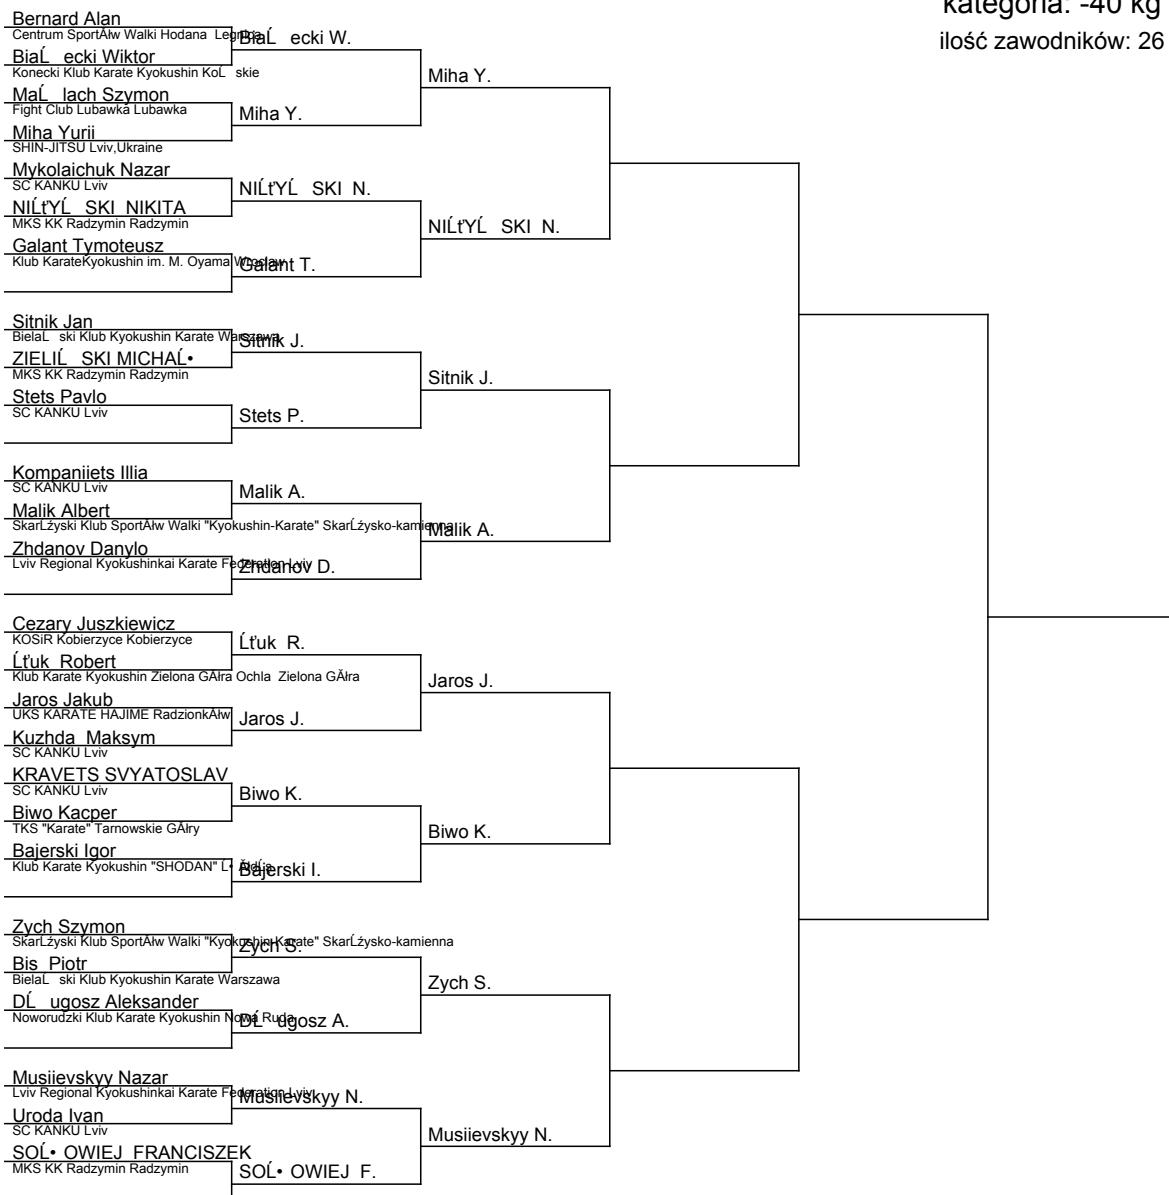 kategoria: -40 kg
ilość zawodników: 26
Bernard Alan
Centrum SportĂłw Walki Hodana Legnica
BiaĹ ecki W.
BiaĹ ecki Wiktor
Konecki Klub Karate Kyokushin KoĹ skie
Miha Y.
MaĹ lach Szymon
Fight Club Lubawka Lubawka
Miha Y.
Miha Yurii
SHIN-JITSU Lviv,Ukraine
Mykolaichuk Nazar
SC KANKU Lviv
NIĹťYĹ SKI N.
NIĹťYĹ SKI NIKITA
MKS KK Radzymin Radzymin
NIĹťYĹ SKI N.
Galant Tymoteusz
Klub KarateKyokushin im. M. Oyama Wrocław
Galant T.
Sitnik Jan
BielaĹ ski Klub Kyokushin Karate Warszawa
Sitnik J.
ZIELIĹ SKI MICHAĹ•
MKS KK Radzymin Radzymin
Sitnik J.
Stets Pavlo
SC KANKU Lviv
Stets P.
Kompaniiets Illia
SC KANKU Lviv
Malik A.
Malik Albert
SkarĹźyski Klub SportĂłw Walki "Kyokushin-Karate" SkarĹźysko-kamienna
Malik A.
Zhdanov Danylo
Lviv Regional Kyokushinkai Karate Federation Lviv
Zhdanov D.
Cezary Juszkiewicz
KOSiR Kobierzyce Kobierzyce
Ĺťuk R.
Ĺťuk Robert
Klub Karate Kyokushin Zielona GĂłra Ochla Zielona GĂłra
Jaros J.
Jaros Jakub
UKS KARATE HAJIME RadzionkĂłw
Jaros J.
Kuzhda Maksym
SC KANKU Lviv
KRAVETS SVYATOSLAV
SC KANKU Lviv
Biwo K.
Biwo Kacper
TKS "Karate" Tarnowskie GĂłry
Biwo K.
Bajerski Igor
Klub Karate Kyokushin "SHODAN"
Bajerski I.
Zych Szymon
SkarĹźyski Klub SportĂłw Walki "Kyokushin-Karate" SkarĹźysko-kamienna
Zych S.
Bis Piotr
BielaĹ ski Klub Kyokushin Karate Warszawa
Zych S.
DĹ ugosz Aleksander
Noworudzki Klub Karate Kyokushin Nowa Ruda
DĹ ugosz A.
Musiievskyy Nazar
Lviv Regional Kyokushinkai Karate Federation Lviv
Musiievskyy N.
Uroda Ivan
SC KANKU Lviv
Musiievskyy N.
SOĹ• OWIEJ FRANCISZEK
MKS KK Radzymin Radzymin
SOĹ• OWIEJ F.